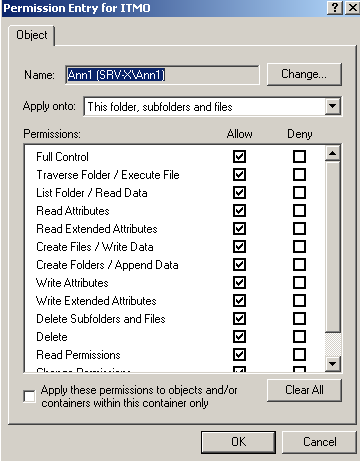 Permission Entry for ITMO
Object
Name: Ann1 (SRV-X\Ann1) Change...
Apply onto: This folder, subfolders and files
Permissions: Allow Deny
Full Control
Traverse Folder / Execute File
List Folder / Read Data
Read Attributes
Read Extended Attributes
Create Files / Write Data
Create Folders / Append Data
Write Attributes
Write Extended Attributes
Delete Subfolders and Files
Delete
Read Permissions
Change Permissions
Apply these permissions to objects and/or
containers within this container only
Clear All
OK Cancel